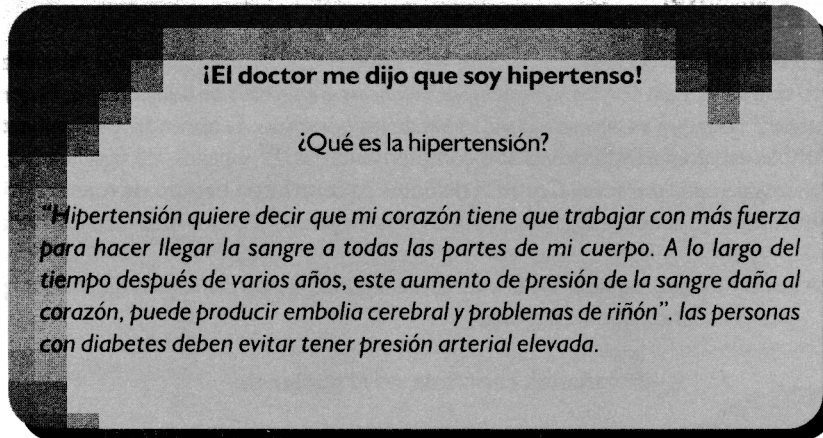 ¡El doctor me dijo que soy hipertenso!
¿Qué es la hipertensión?
"Hipertensión quiere decir que mi corazón tiene que trabajar con más fuerza
para hacer llegar la sangre a todas las partes de mi cuerpo. A lo largo del
tiempo después de varios años, este aumento de presión de la sangre daña al
corazón, puede producir embolia cerebral y problemas de riñón". las personas
con diabetes deben evitar tener presión arterial elevada.